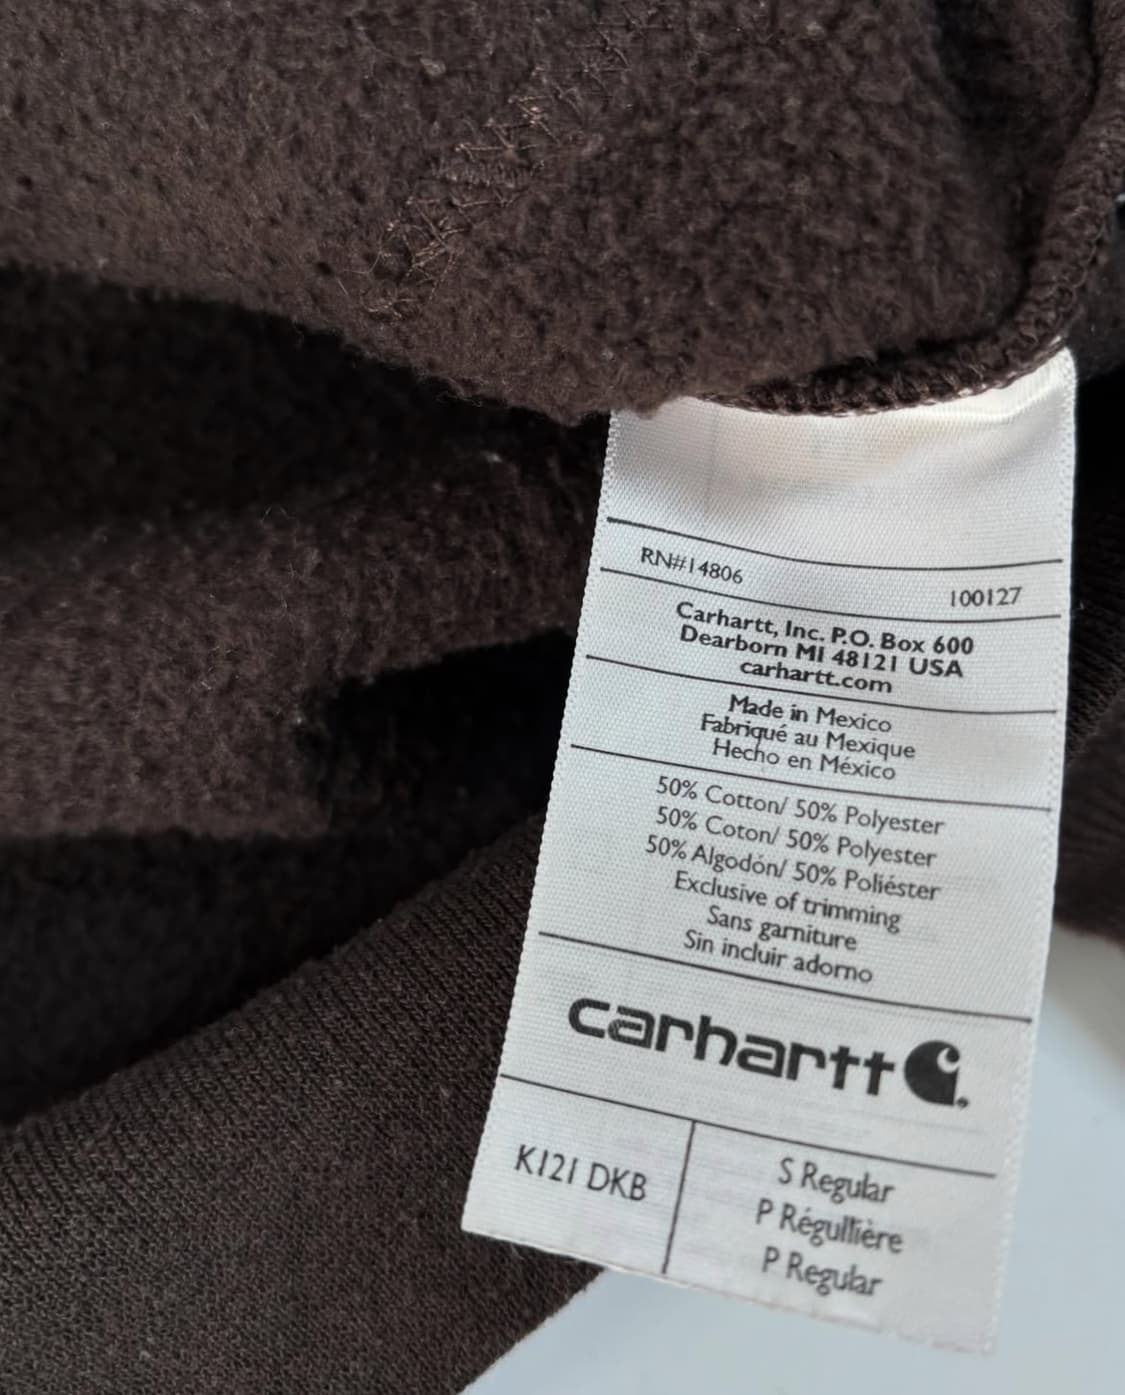 RN#14806 100127
Carhartt, Inc. P.O. Box 600
Dearborn MI 48121 USA
carhartt.com
Made in Mexico
Fabriqué au Mexique
Hecho en México
50% Cotton/ 50% Polyester
50% Coton/ 50% Polyester
50% Algodón/ 50% Poliéster
Exclusive of trimming
Sans garniture
Sin incluir adorno
carhartt
K121 DKB
S Regular
P Régullière
P Regular